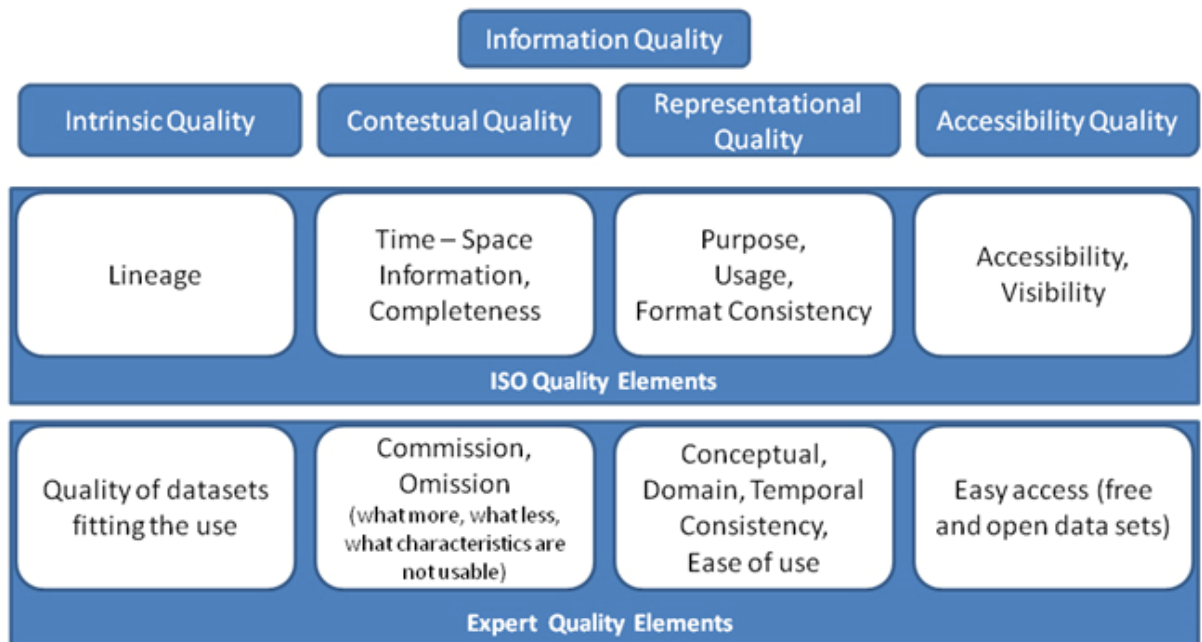 Information Quality
Intrinsic Quality
Contestual Quality
Representational
Quality
Accessibility Quality
Lineage
Time – Space
Information,
Completeness
Purpose,
Usage,
Format Consistency
Accessibility,
Visibility
ISO Quality Elements
Quality of datasets
fitting the use
Commission,
Omission
(what more, what less,
what characteristics are
not usable)
Conceptual,
Domain, Temporal
Consistency,
Ease of use
Easy access (free
and open data sets)
Expert Quality Elements